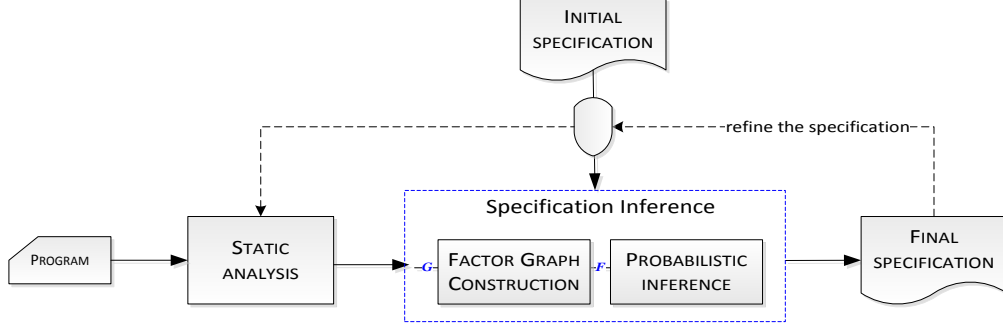 INITIAL
SPECIFICATION
refine the specification
Specification Inference
PROGRAM
STATIC
ANALYSIS
G
FACTOR GRAPH
CONSTRUCTION
F
PROBABILISTIC
INFERENCE
FINAL
SPECIFICATION